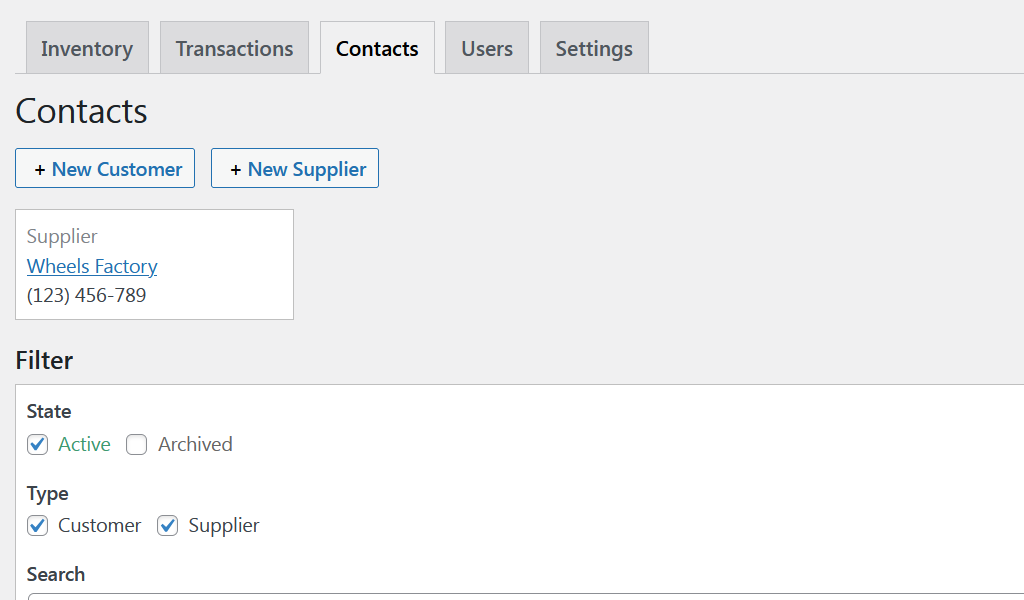 Inventory Transactions Contacts Users Settings
Contacts
+ New Customer + New Supplier
Supplier
Wheels Factory
(123) 456-789
Filter
State
Active Archived
Type
Customer Supplier
Search